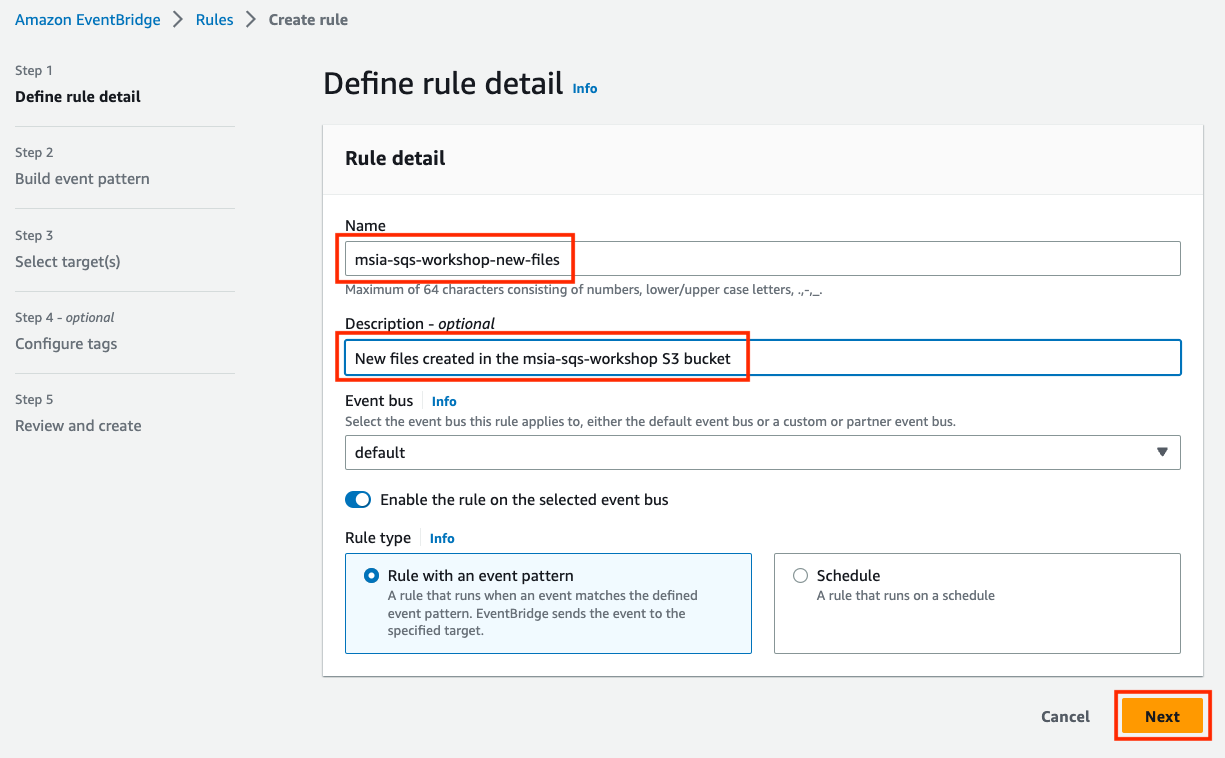 Amazon EventBridge > Rules > Create rule
Step 1
Define rule detail
Step 2
Build event pattern
Step 3
Select target(s)
Step 4 - optional
Configure tags
Step 5
Review and create
Define rule detail Info
Rule detail
Name
msia-sqs-workshop-new-files
Maximum of 64 characters consisting of numbers, lower/upper case letters, .,-,_.
Description - optional
New files created in the msia-sqs-workshop S3 bucket
Event bus Info
Select the event bus this rule applies to, either the default event bus or a custom or partner event bus.
default
Enable the rule on the selected event bus
Rule type Info
Rule with an event pattern
A rule that runs when an event matches the defined
event pattern. EventBridge sends the event to the
specified target.
Schedule
A rule that runs on a schedule
Cancel
Next